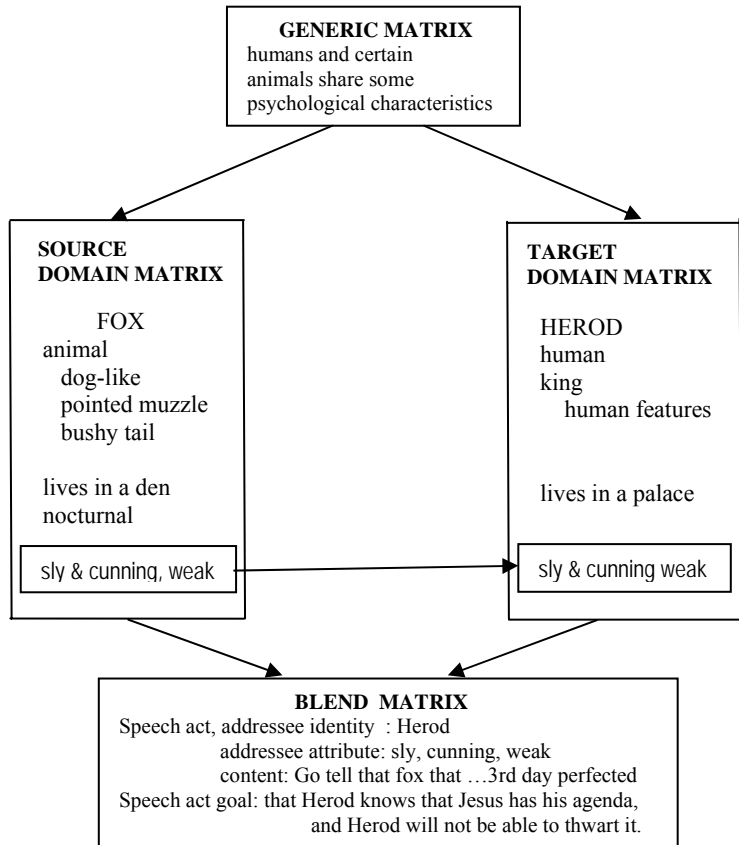 GENERIC MATRIX
humans and certain
animals share some
psychological characteristics
SOURCE
DOMAIN MATRIX
FOX
animal
dog-like
pointed muzzle
bushy tail
lives in a den
nocturnal
sly & cunning, weak
TARGET
DOMAIN MATRIX
HEROD
human
king
human features
lives in a palace
sly & cunning weak
BLEND MATRIX
Speech act, addressee identity : Herod
addressee attribute: sly, cunning, weak
content: Go tell that fox that …3rd day perfected
Speech act goal: that Herod knows that Jesus has his agenda,
and Herod will not be able to thwart it.